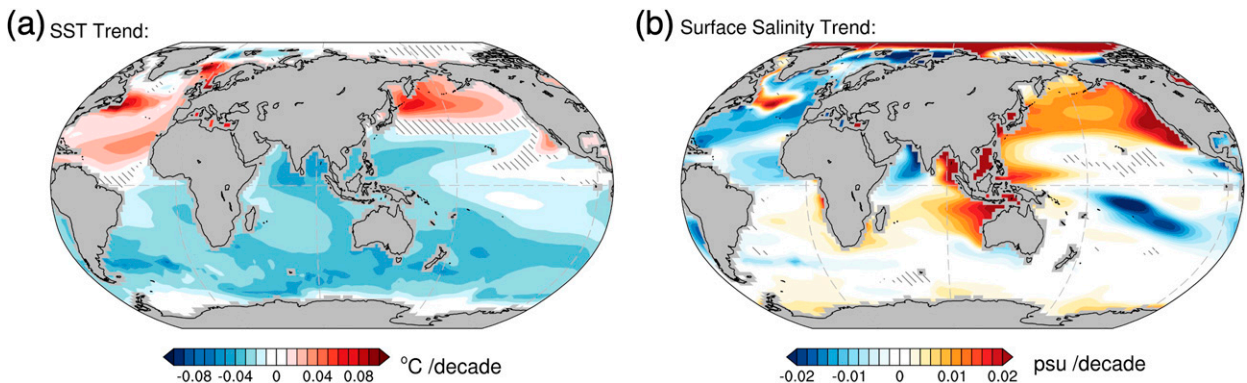 (a) SST Trend:
(b) Surface Salinity Trend:
-0.08 -0.04 0 0.04 0.08 °C /decade
-0.02 -0.01 0 0.01 0.02 psu /decade